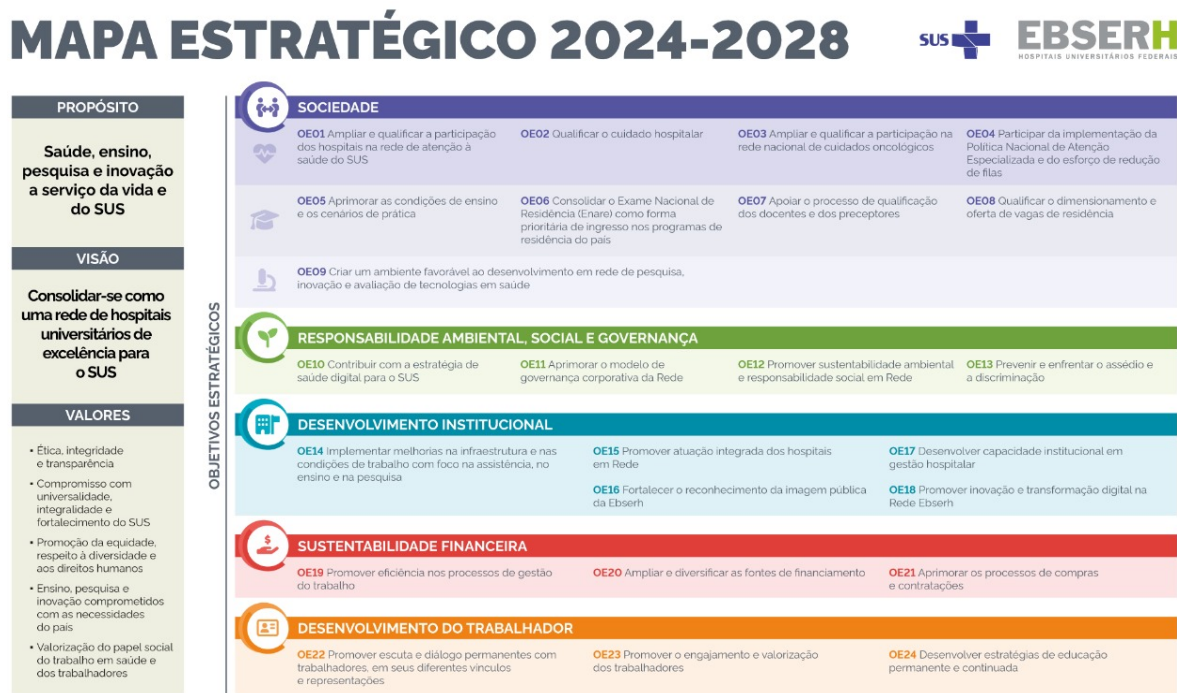 MAPA ESTRATÉGICO 2024-2028
SUS
EBSERH
HOSPITAIS UNIVERSITÁRIOS FEDERAIS
PROPÓSITO
Saúde, ensino,
pesquisa e inovação
a serviço da vida e
do SUS
VISÃO
Consolidar-se como
uma rede de hospitais
universitários de
excelência para
o SUS
VALORES
• Ética, integridade
e transparência
• Compromisso com
universalidade,
integralidade e
fortalecimento do SUS
• Promoção da equidade,
respeito à diversidade e
aos direitos humanos
• Ensino, pesquisa e
inovação comprometidos
com as necessidades
do país
• Valorização do papel social
do trabalho em saúde e
dos trabalhadores
OBJETIVOS ESTRATÉGICOS
SOCIEDADE
OE01 Ampliar e qualificar a participação
dos hospitais na rede de atenção à
saúde do SUS
OE02 Qualificar o cuidado hospitalar
OE03 Ampliar e qualificar a participação na
rede nacional de cuidados oncológicos
OE04 Participar da implementação da
Política Nacional de Atenção
Especializada e do esforço de redução
de filas
OE05 Aprimorar as condições de ensino
e os cenários de prática
OE06 Consolidar o Exame Nacional de
Residência (Enare) como forma
prioritária de ingresso nos programas de
residência do país
OE07 Apoiar o processo de qualificação
dos docentes e dos preceptores
OE08 Qualificar o dimensionamento e
oferta de vagas de residência
OE09 Criar um ambiente favorável ao desenvolvimento em rede de pesquisa,
inovação e avaliação de tecnologias em saúde
RESPONSABILIDADE AMBIENTAL, SOCIAL E GOVERNANÇA
OE10 Contribuir com a estratégia de
saúde digital para o SUS
OE11 Aprimorar o modelo de
governança corporativa da Rede
OE12 Promover sustentabilidade ambiental
e responsabilidade social em Rede
OE13 Prevenir e enfrentar o assédio e
a discriminação
DESENVOLVIMENTO INSTITUCIONAL
OE14 Implementar melhorias na infraestrutura e nas
condições de trabalho com foco na assistência, no
ensino e na pesquisa
OE15 Promover atuação integrada dos hospitais
em Rede
OE16 Fortalecer o reconhecimento da imagem pública
da Ebserh
OE17 Desenvolver capacidade institucional em
gestão hospitalar
OE18 Promover inovação e transformação digital na
Rede Ebserh
SUSTENTABILIDADE FINANCEIRA
OE19 Promover eficiência nos processos de gestão
do trabalho
OE20 Ampliar e diversificar as fontes de financiamento
OE21 Aprimorar os processos de compras
e contratações
DESENVOLVIMENTO DO TRABALHADOR
OE22 Promover escuta e diálogo permanentes com
trabalhadores, em seus diferentes vínculos
e representações
OE23 Promover o engajamento e valorização
dos trabalhadores
OE24 Desenvolver estratégias de educação
permanente e continuada